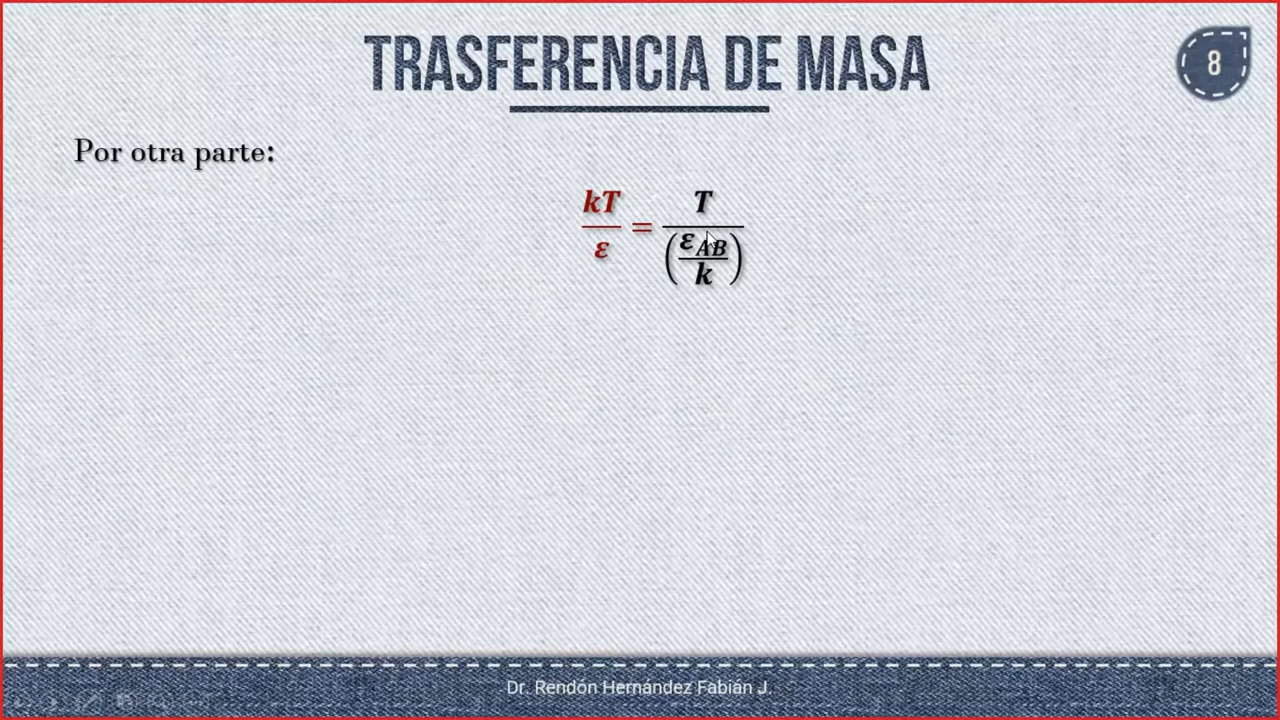 TRASFERENCIA DE MASA
8
Por otra parte:
kT/ε = T/(ε_AB/k)
Dr. Rendón Hernández Fabián J.